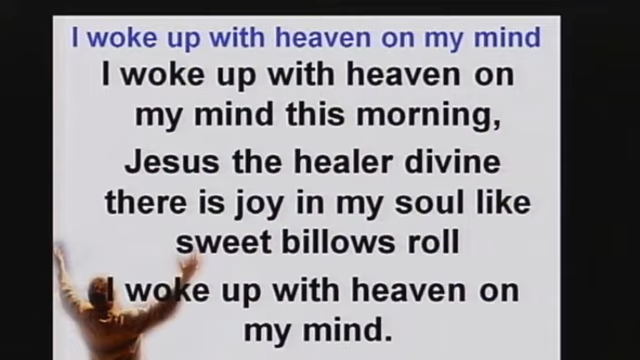 I woke up with heaven on my mind
I woke up with heaven on
my mind this morning,
Jesus the healer divine
there is joy in my soul like
sweet billows roll
I woke up with heaven on
my mind.